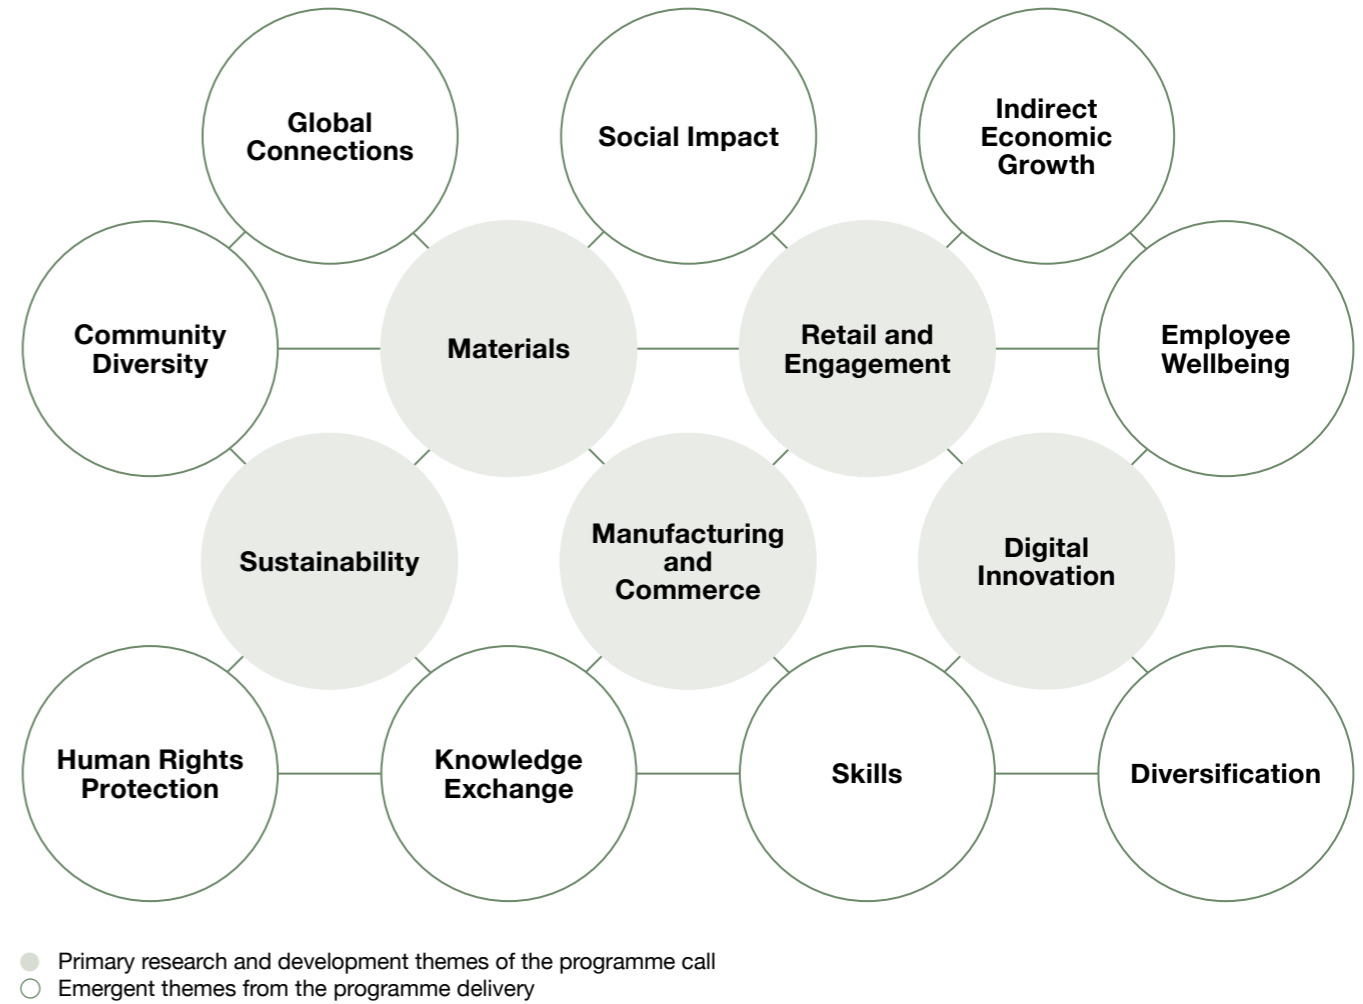 Global
Connections
Social Impact
Indirect
Economic
Growth
Community
Diversity
Materials
Retail and
Engagement
Employee
Wellbeing
Sustainability
Manufacturing
and
Commerce
Digital
Innovation
Human Rights
Protection
Knowledge
Exchange
Skills
Diversification
Primary research and development themes of the programme call
Emergent themes from the programme delivery